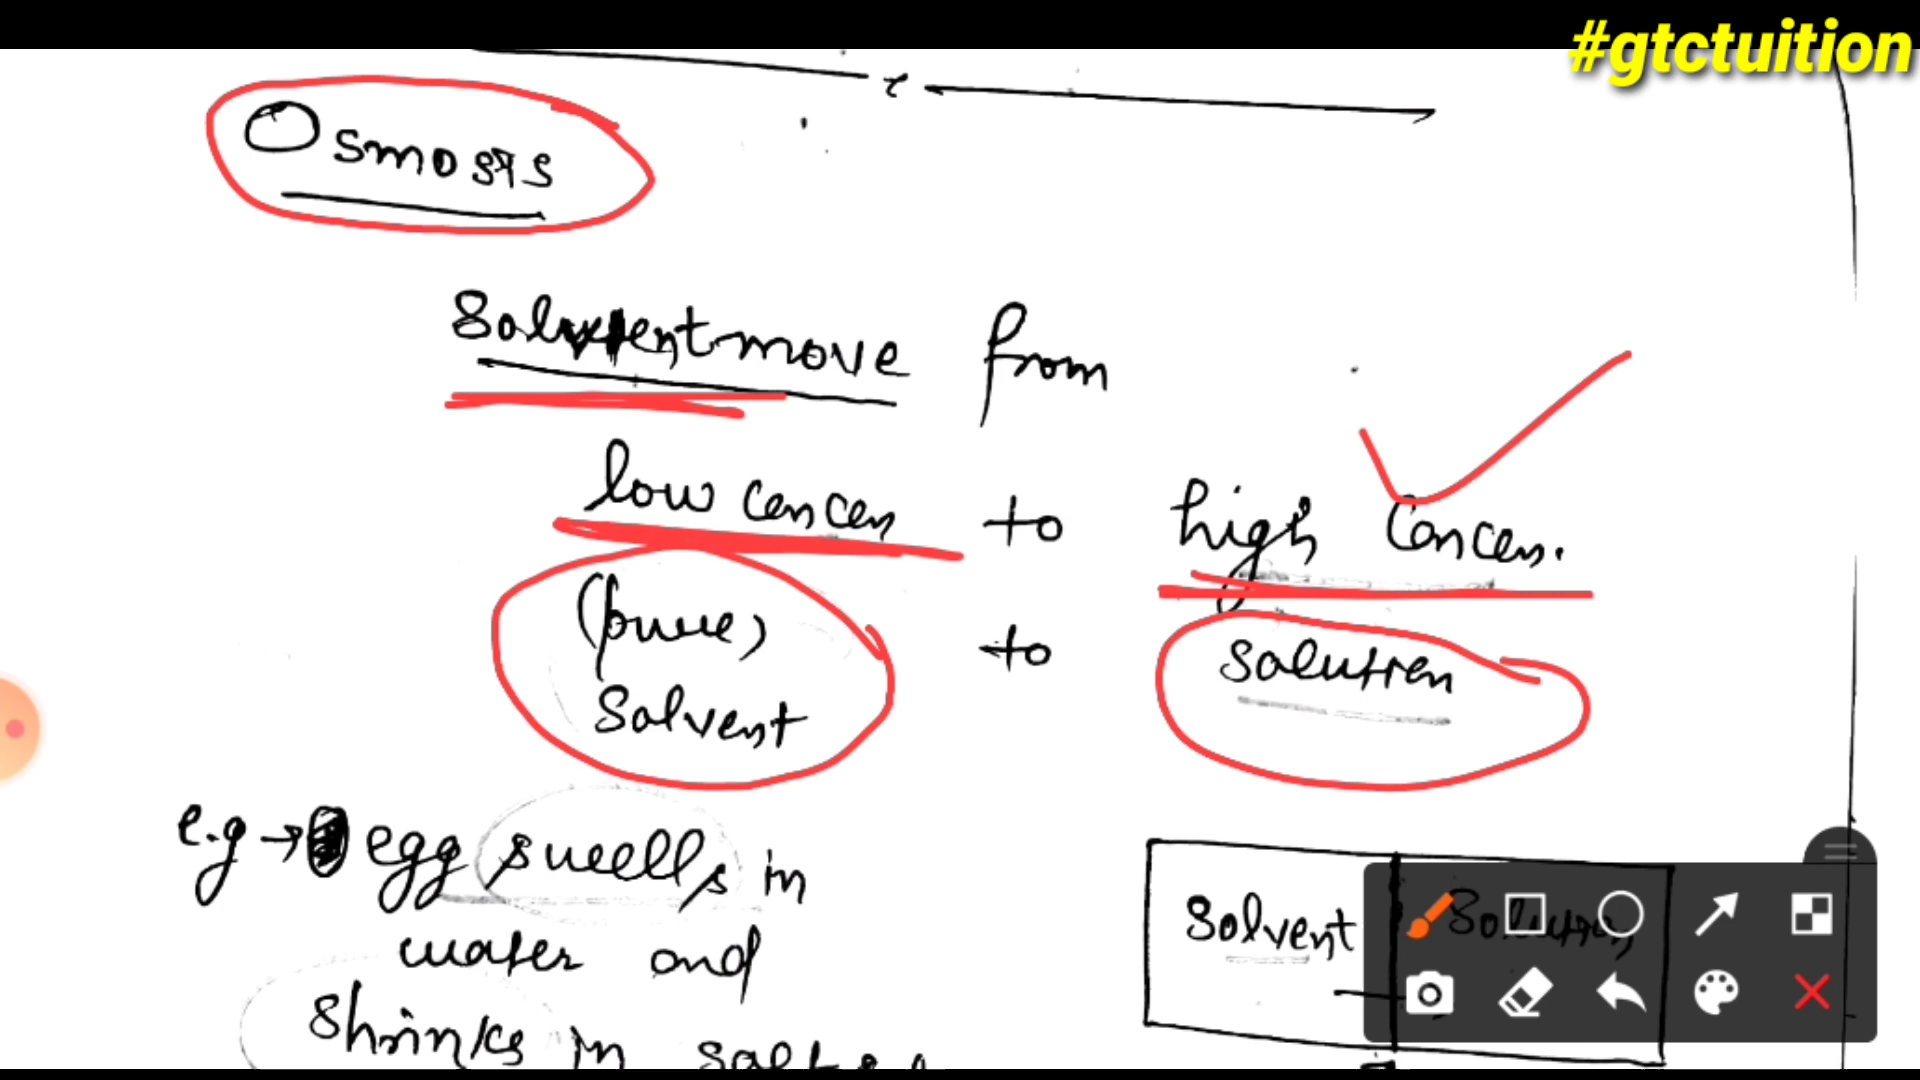 #gtctuition
Osmosis
Solvent move from
low concen to high concen.
(pure) to solution
Solvent
e.g → egg swells in
water and
Shrinks in
Solvent Solution